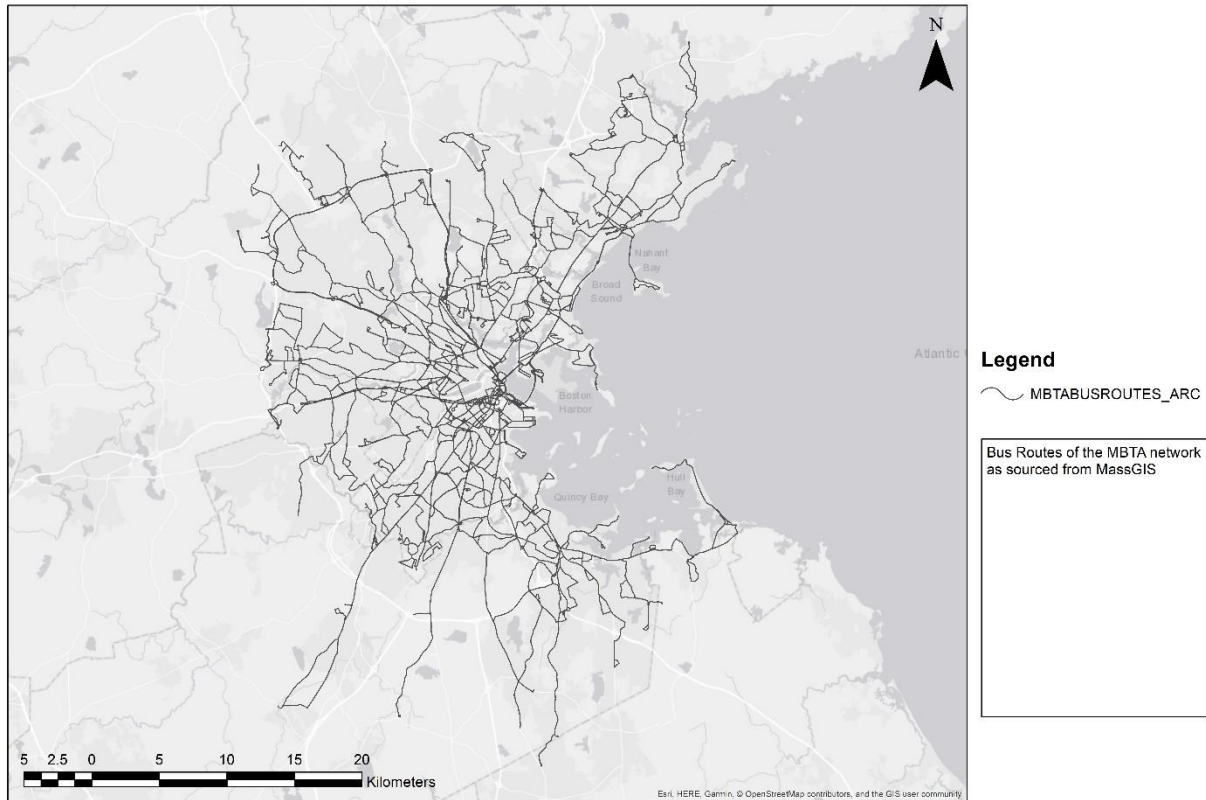 N
Nahant
Bay
Broad
Sound
Atlantic
Boston
Harbor
Quincy Bay
Hull
Bay
5 2.5 0 5 10 15 20
Kilometers
Esri, HERE, Garmin, © OpenStreetMap contributors, and the GIS user community
Legend
MBTABUSROUTES_ARC
Bus Routes of the MBTA network
as sourced from MassGIS